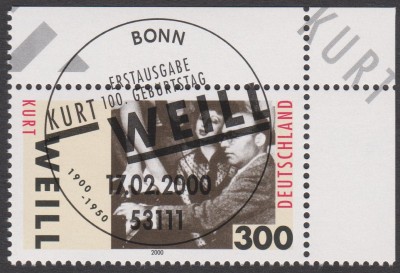 KURT
BONN
ERSTAUSGABE
100. GEBURTSTAG
KURT
WEILL
1900 -1950
17.02.2000
53111
KURT
WEILL
DEUTSCHLAND
300
2000